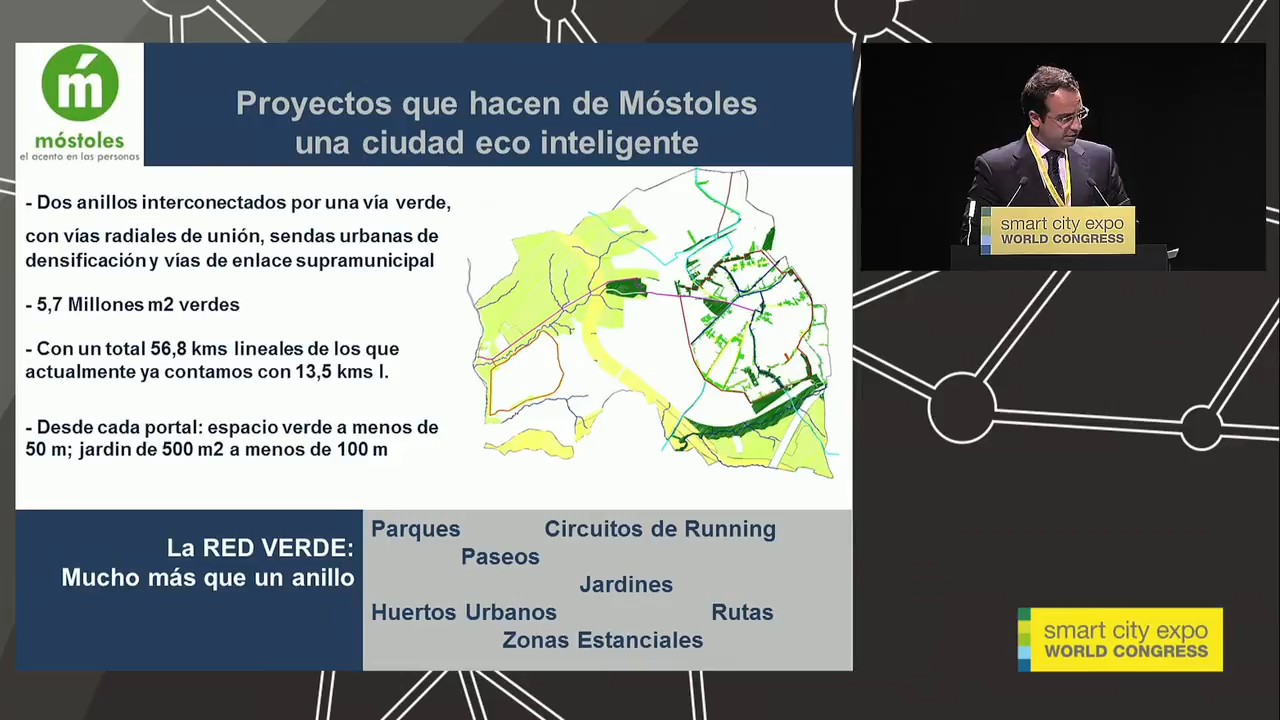 ḿ
móstoles
el acento en las personas
Proyectos que hacen de Móstoles
una ciudad eco inteligente
- Dos anillos interconectados por una vía verde,
con vías radiales de unión, sendas urbanas de
densificación y vías de enlace supramunicipal
- 5,7 Millones m2 verdes
- Con un total 56,8 kms lineales de los que
actualmente ya contamos con 13,5 kms l.
- Desde cada portal: espacio verde a menos de
50 m; jardin de 500 m2 a menos de 100 m
La RED VERDE:
Mucho más que un anillo
Parques Circuitos de Running
Paseos
Jardines
Huertos Urbanos Rutas
Zonas Estanciales
smart city expo
WORLD CONGRESS
smart city expo
WORLD CONGRESS